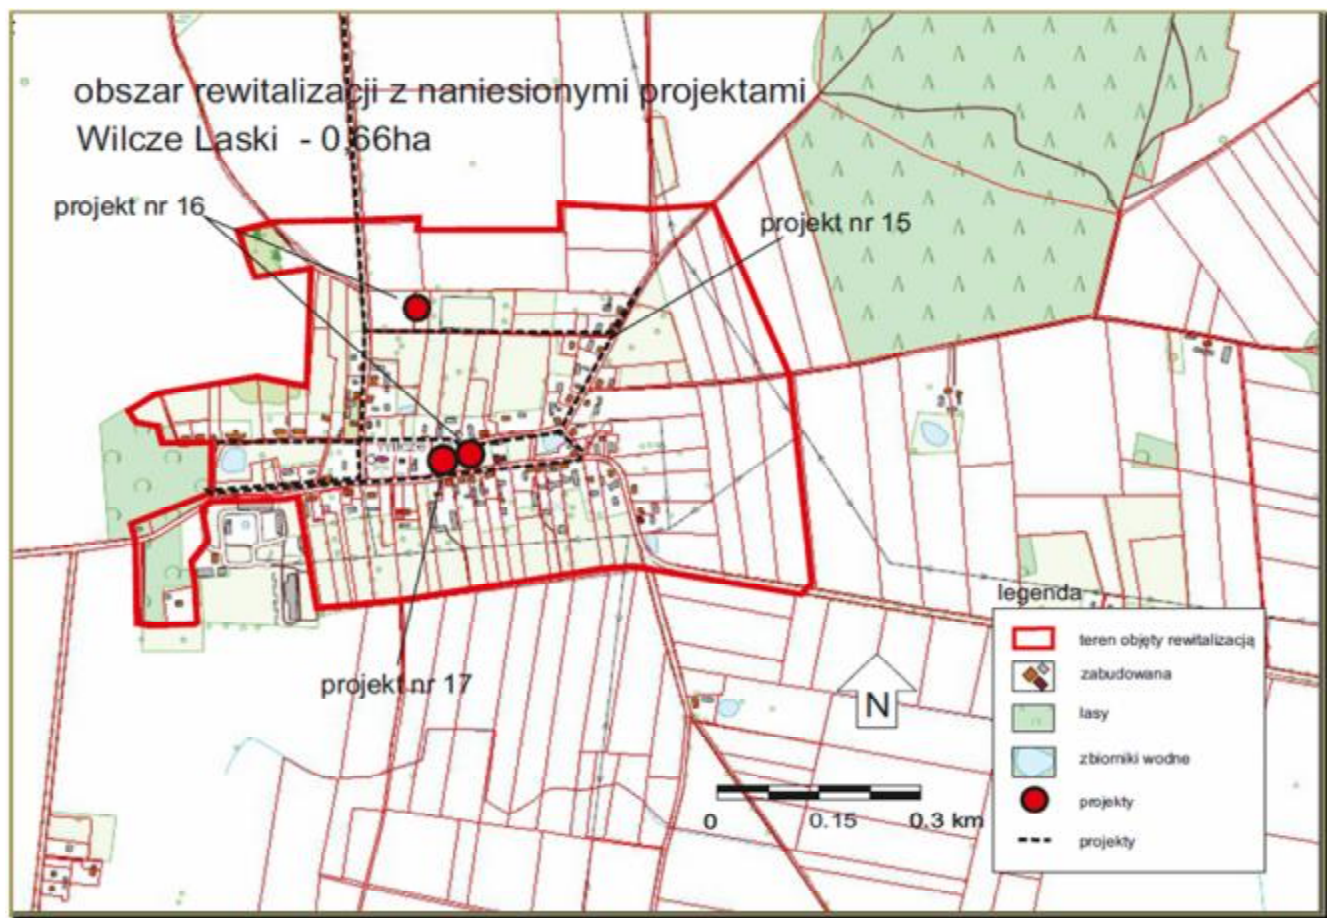 obszar rewitalizacji z naniesionymi projektami
Wilcze Laski - 0,66ha
projekt nr 16
projekt nr 15
projekt nr 17
N
0 0.15 0.3 km
legenda
teren objęty rewitalizacją
zabudowana
lasy
zbiorniki wodne
projekty
projekty